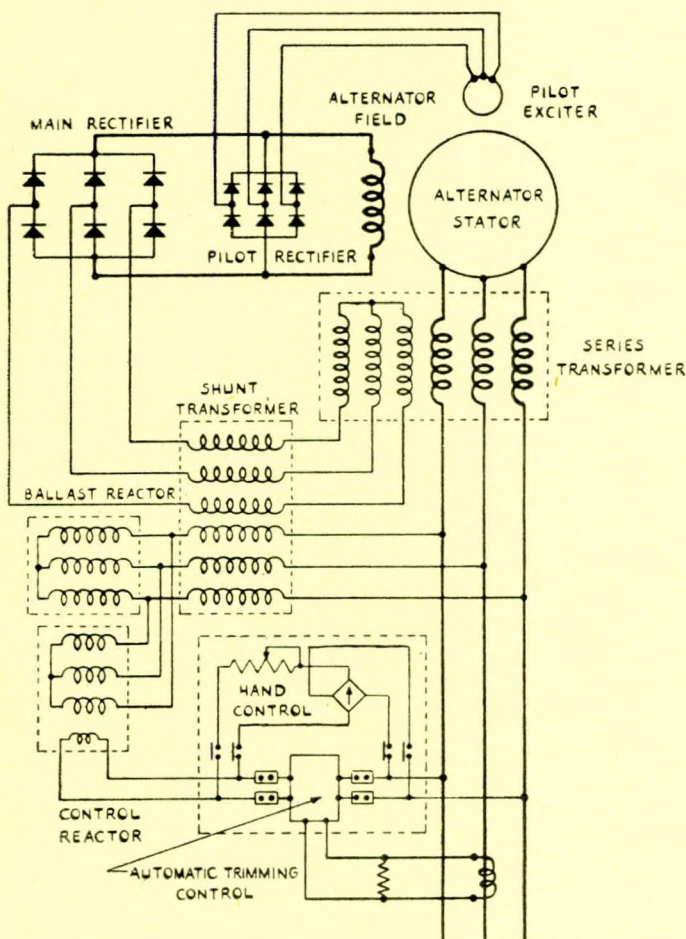 PILOT
EXCITER
ALTERNATOR
FIELD
MAIN RECTIFIER
ALTERNATOR
STATOR
PILOT RECTIFIER
SERIES
TRANSFORMER
SHUNT
TRANSFORMER
BALLAST REACTOR
HAND
CONTROL
CONTROL
REACTOR
AUTOMATIC TRIMMING
CONTROL